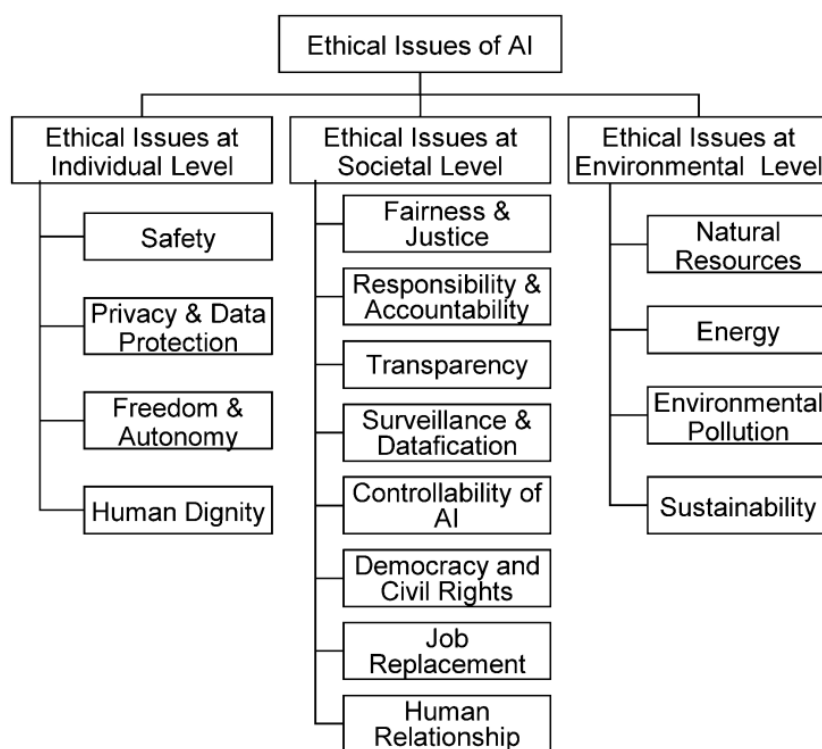 Ethical Issues of AI
Ethical Issues at
Individual Level
Safety
Privacy & Data
Protection
Freedom &
Autonomy
Human Dignity
Ethical Issues at
Societal Level
Fairness &
Justice
Responsibility &
Accountability
Transparency
Surveillance &
Datafication
Controllability of
AI
Democracy and
Civil Rights
Job
Replacement
Human
Relationship
Ethical Issues at
Environmental Level
Natural
Resources
Energy
Environmental
Pollution
Sustainability